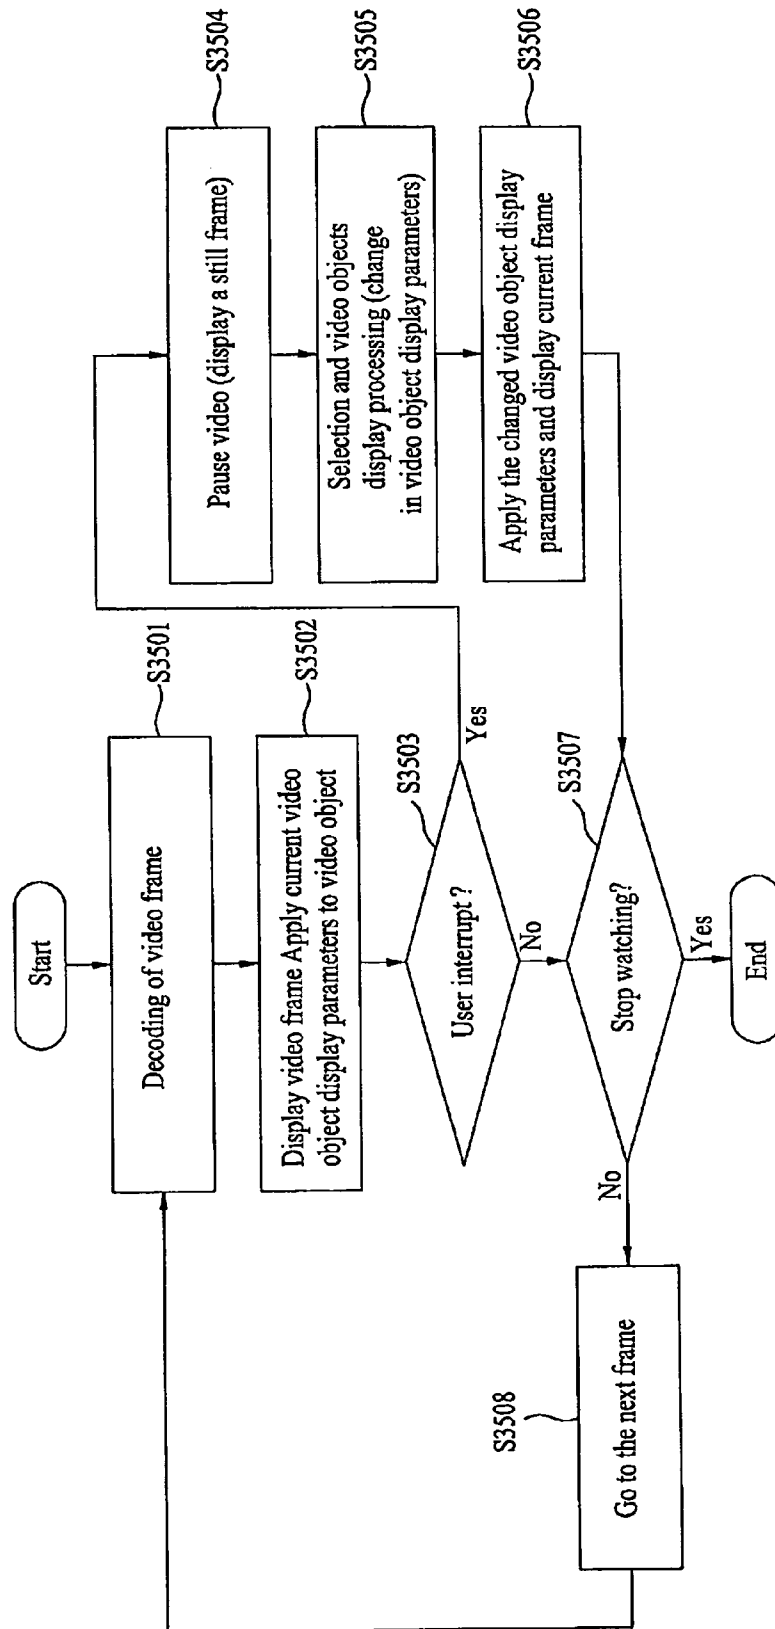 Start
Decoding of video frame
S3501
Display video frame Apply current video
object display parameters to video object
S3502
User interrupt ?
S3503
Yes
No
Pause video (display a still frame)
S3504
Selection and video objects
display processing (change
in video object display parameters)
S3505
Apply the changed video object display
parameters and display current frame
S3506
Stop watching?
S3507
No
Yes
Go to the next frame
S3508
End